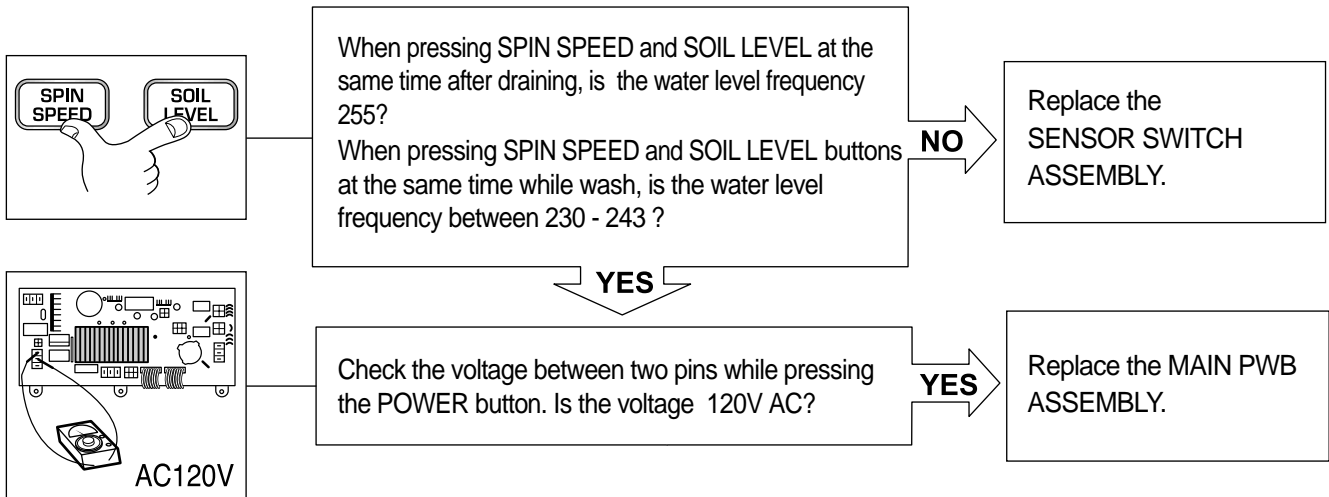 SPIN
SPEED
SOIL
LEVEL
When pressing SPIN SPEED and SOIL LEVEL at the
same time after draining, is the water level frequency
255?
When pressing SPIN SPEED and SOIL LEVEL buttons
at the same time while wash, is the water level
frequency between 230 - 243 ?
NO
Replace the
SENSOR SWITCH
ASSEMBLY.
YES
AC120V
Check the voltage between two pins while pressing
the POWER button. Is the voltage 120V AC?
YES
Replace the MAIN PWB
ASSEMBLY.